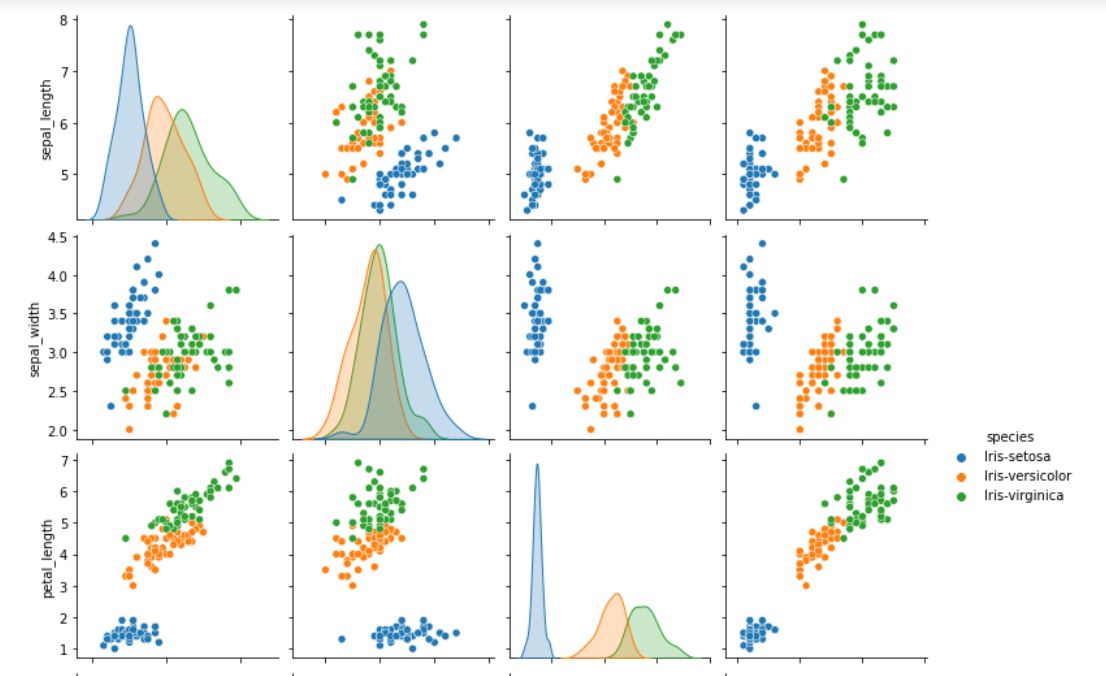 8
7
6
5
sepal_length
4.5
4.0
3.5
3.0
2.5
2.0
sepal_width
7
6
5
4
3
2
1
petal_length
species
Iris-setosa
Iris-versicolor
Iris-virginica